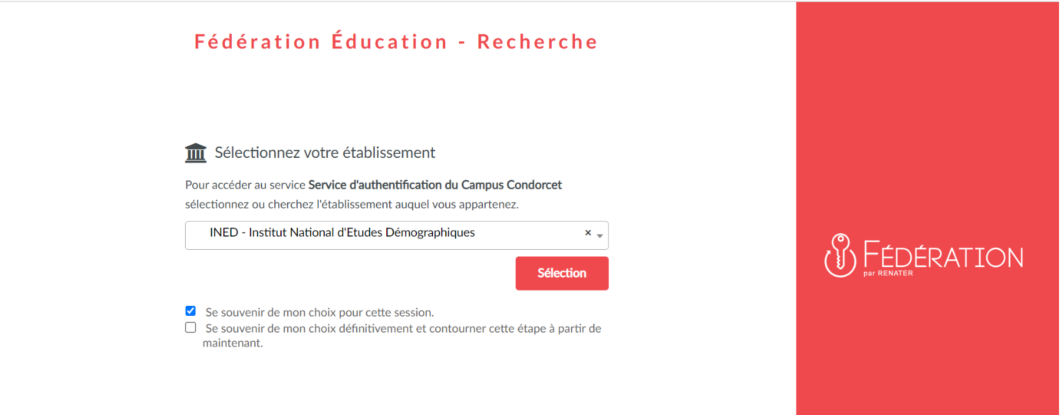 Fédération Éducation - Recherche
Sélectionnez votre établissement
Pour accéder au service Service d'authentification du Campus Condorcet
sélectionnez ou cherchez l'établissement auquel vous appartenez.
INED - Institut National d'Etudes Démographiques ×
Sélection
Se souvenir de mon choix pour cette session.
Se souvenir de mon choix définitivement et contourner cette étape à partir de
maintenant.
FÉDÉRATION
par RENATER